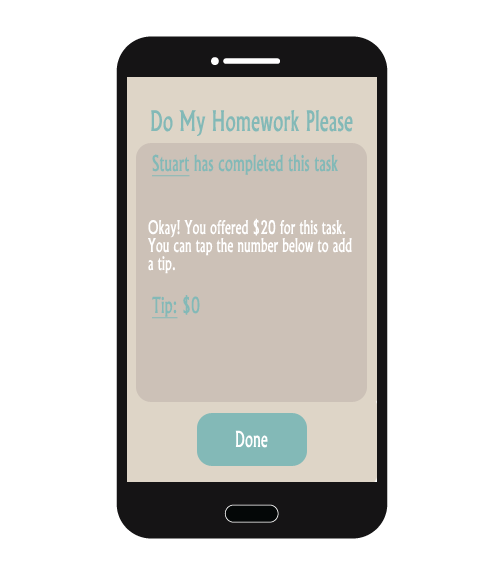 Do My Homework Please
Stuart has completed this task
Okay! You offered $20 for this task.
You can tap the number below to add
a tip.
Tip: $0
Done